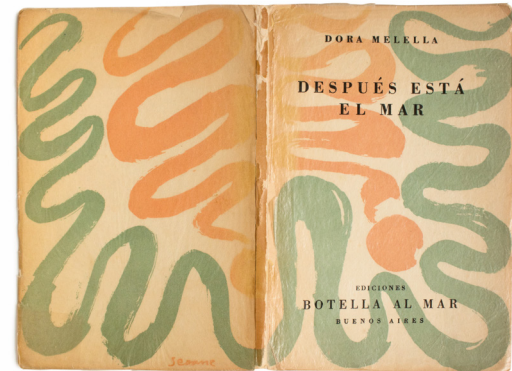 DORA MELELLA
DESPUÉS ESTÁ
EL MAR
EDICIONES
BOTELLA AL MAR
BUENOS AIRES